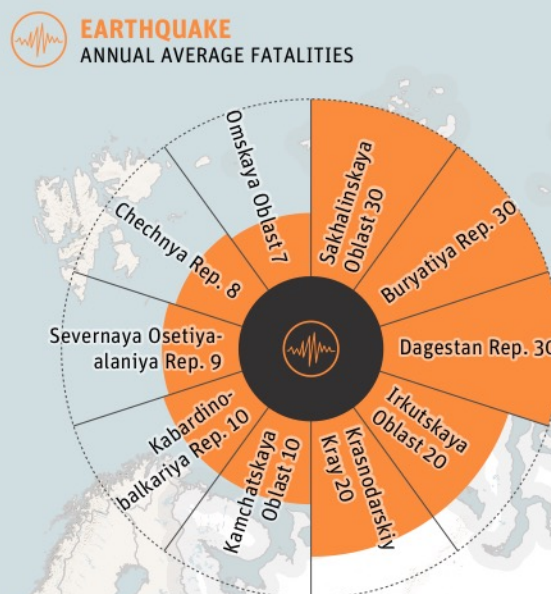 EARTHQUAKE
ANNUAL AVERAGE FATALITIES
Sakhalinskaya
Oblast 30
Buryatiya Rep. 30
Dagestan Rep. 30
Irkutskaya
Oblast 20
Krasnodarskiy
Kray 20
Kamchatskaya
Oblast 10
Kabardino-
balkariya Rep. 10
Severnaya Osetiya-
alaniya Rep. 9
Chechnya Rep. 8
Omskaya Oblast 7